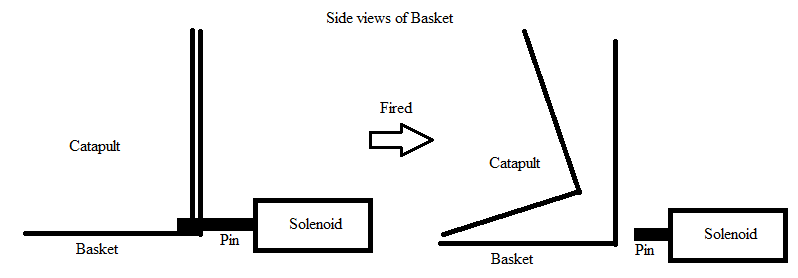 Side views of Basket
Catapult
Solenoid
Pin
Basket
Fired
Catapult
Solenoid
Pin
Basket